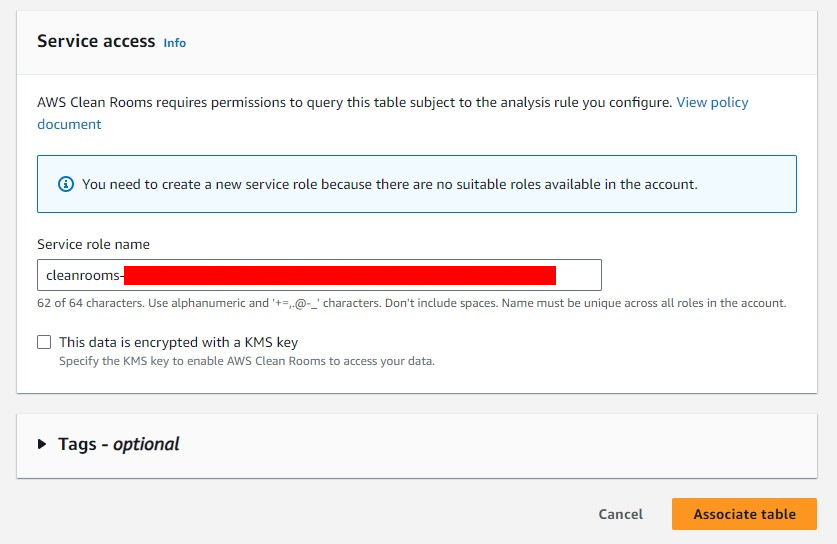 Service access Info
AWS Clean Rooms requires permissions to query this table subject to the analysis rule you configure. View policy
document
You need to create a new service role because there are no suitable roles available in the account.
Service role name
cleanrooms-
62 of 64 characters. Use alphanumeric and '+=,.@-_' characters. Don't include spaces. Name must be unique across all roles in the account.
This data is encrypted with a KMS key
Specify the KMS key to enable AWS Clean Rooms to access your data.
Tags - optional
Cancel Associate table